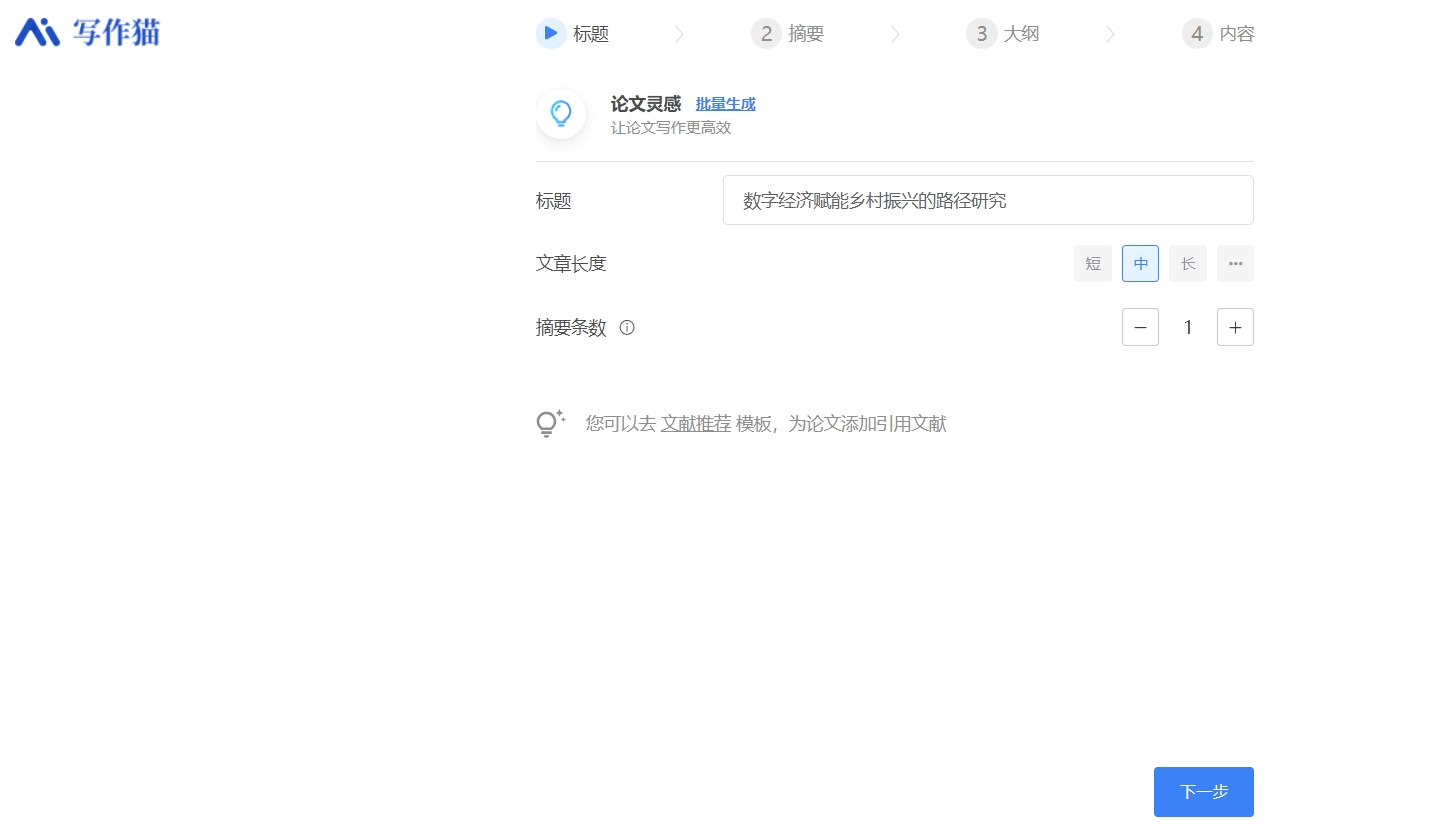 写作猫
标题 2 摘要 3 大纲 4 内容
论文灵感 批量生成
让论文写作更高效
标题 数字经济赋能乡村振兴的路径研究
文章长度 短 中 长 ···
摘要条数 − 1 +
您可以去 文献推荐 模板，为论文添加引用文献
下一步